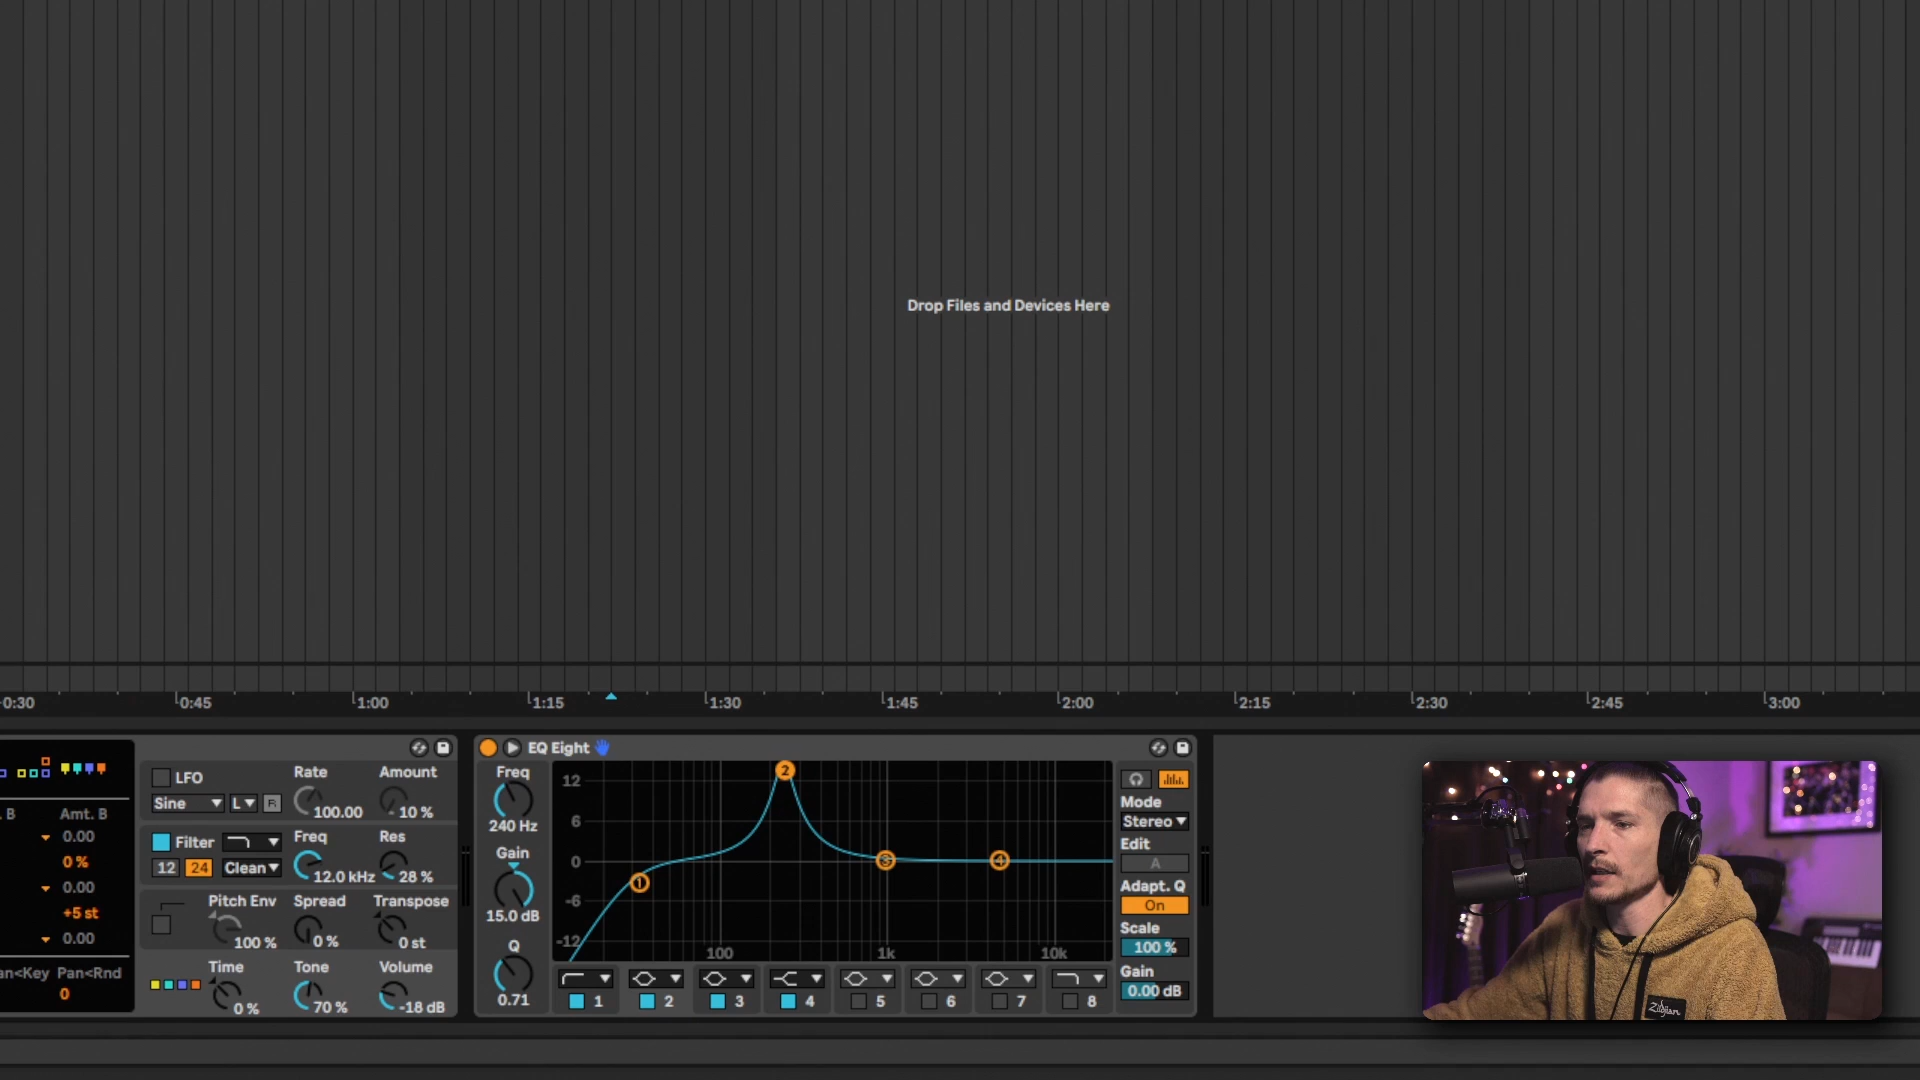 Drop Files and Devices Here
0:30
0:45
1:00
1:15
1:30
1:45
2:00
2:15
2:30
2:45
3:00
B
Amt. B
0.00
0 %
0.00
+5 st
0.00
an<Key
Pan<Rnd
0
LFO
Rate
Amount
Sine
L
R
100.00
10 %
Filter
Freq
Res
12
24
Clean
12.0 kHz
28 %
Pitch Env
Spread
Transpose
100 %
0 %
0 st
Time
Tone
Volume
0 %
70 %
-18 dB
EQ Eight
Freq
240 Hz
Gain
15.0 dB
Q
0.71
12
6
0
-6
-12
100
1k
10k
1
2
3
4
1
2
3
4
5
6
7
8
Mode
Stereo
Edit
A
Adapt. Q
On
Scale
100 %
Gain
0.00 dB
Zildjian